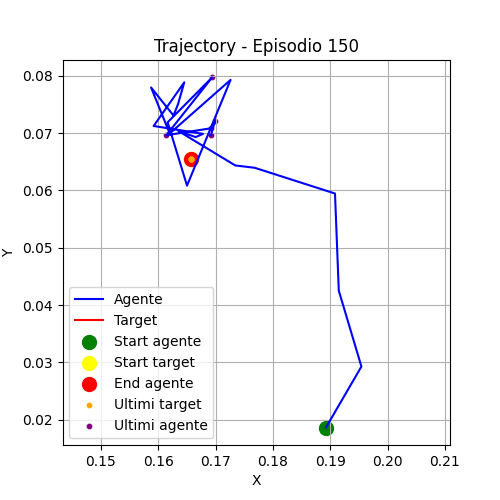 Trajectory - Episodio 150
0.08
0.07
0.06
0.05
0.04
0.03
0.02
Y
Agente
Target
Start agente
Start target
End agente
Ultimi target
Ultimi agente
0.15
0.16
0.17
0.18
0.19
0.20
0.21
X